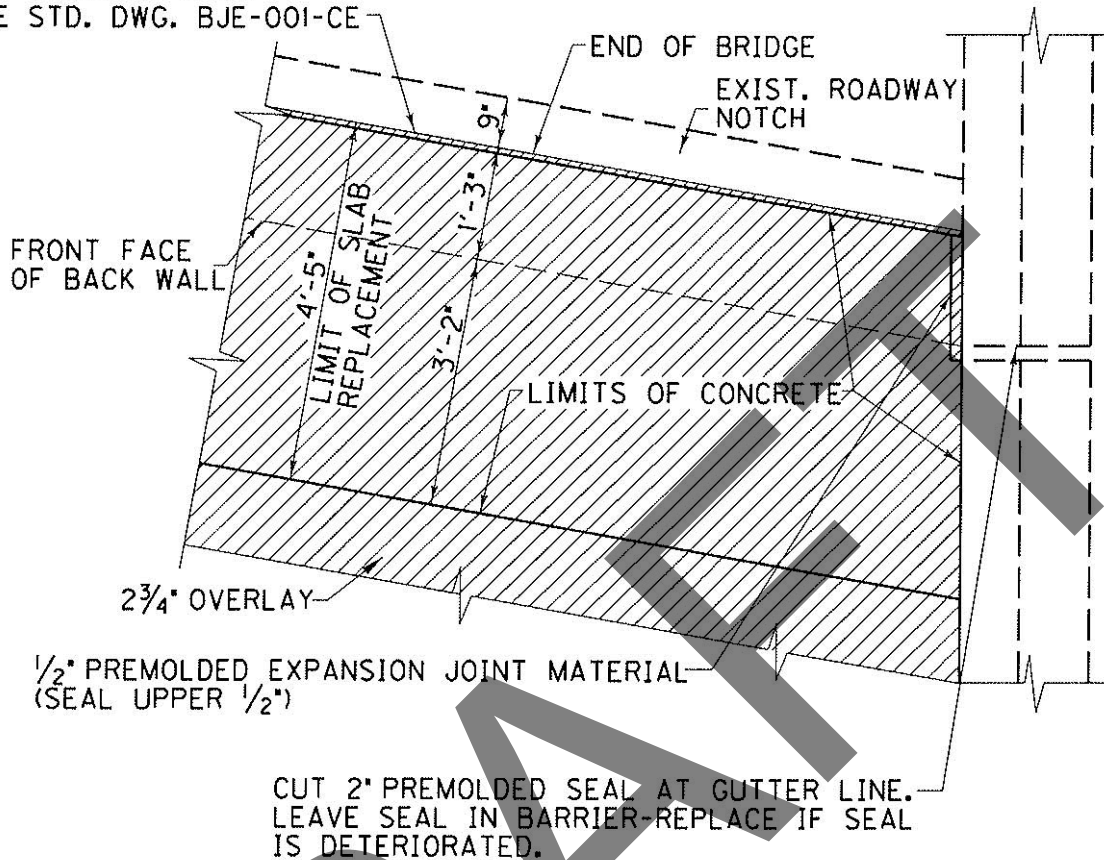 E STD. DWG. BJE-001-CE
END OF BRIDGE
EXIST. ROADWAY
NOTCH
9"
1'-3"
FRONT FACE
OF BACK WALL
4'-5"
LIMIT OF SLAB
REPLACEMENT
3'-2"
LIMITS OF CONCRETE
2¾" OVERLAY
½" PREMOLDED EXPANSION JOINT MATERIAL
(SEAL UPPER ½")
CUT 2" PREMOLDED SEAL AT GUTTER LINE.
LEAVE SEAL IN BARRIER-REPLACE IF SEAL
IS DETERIORATED.
AFT